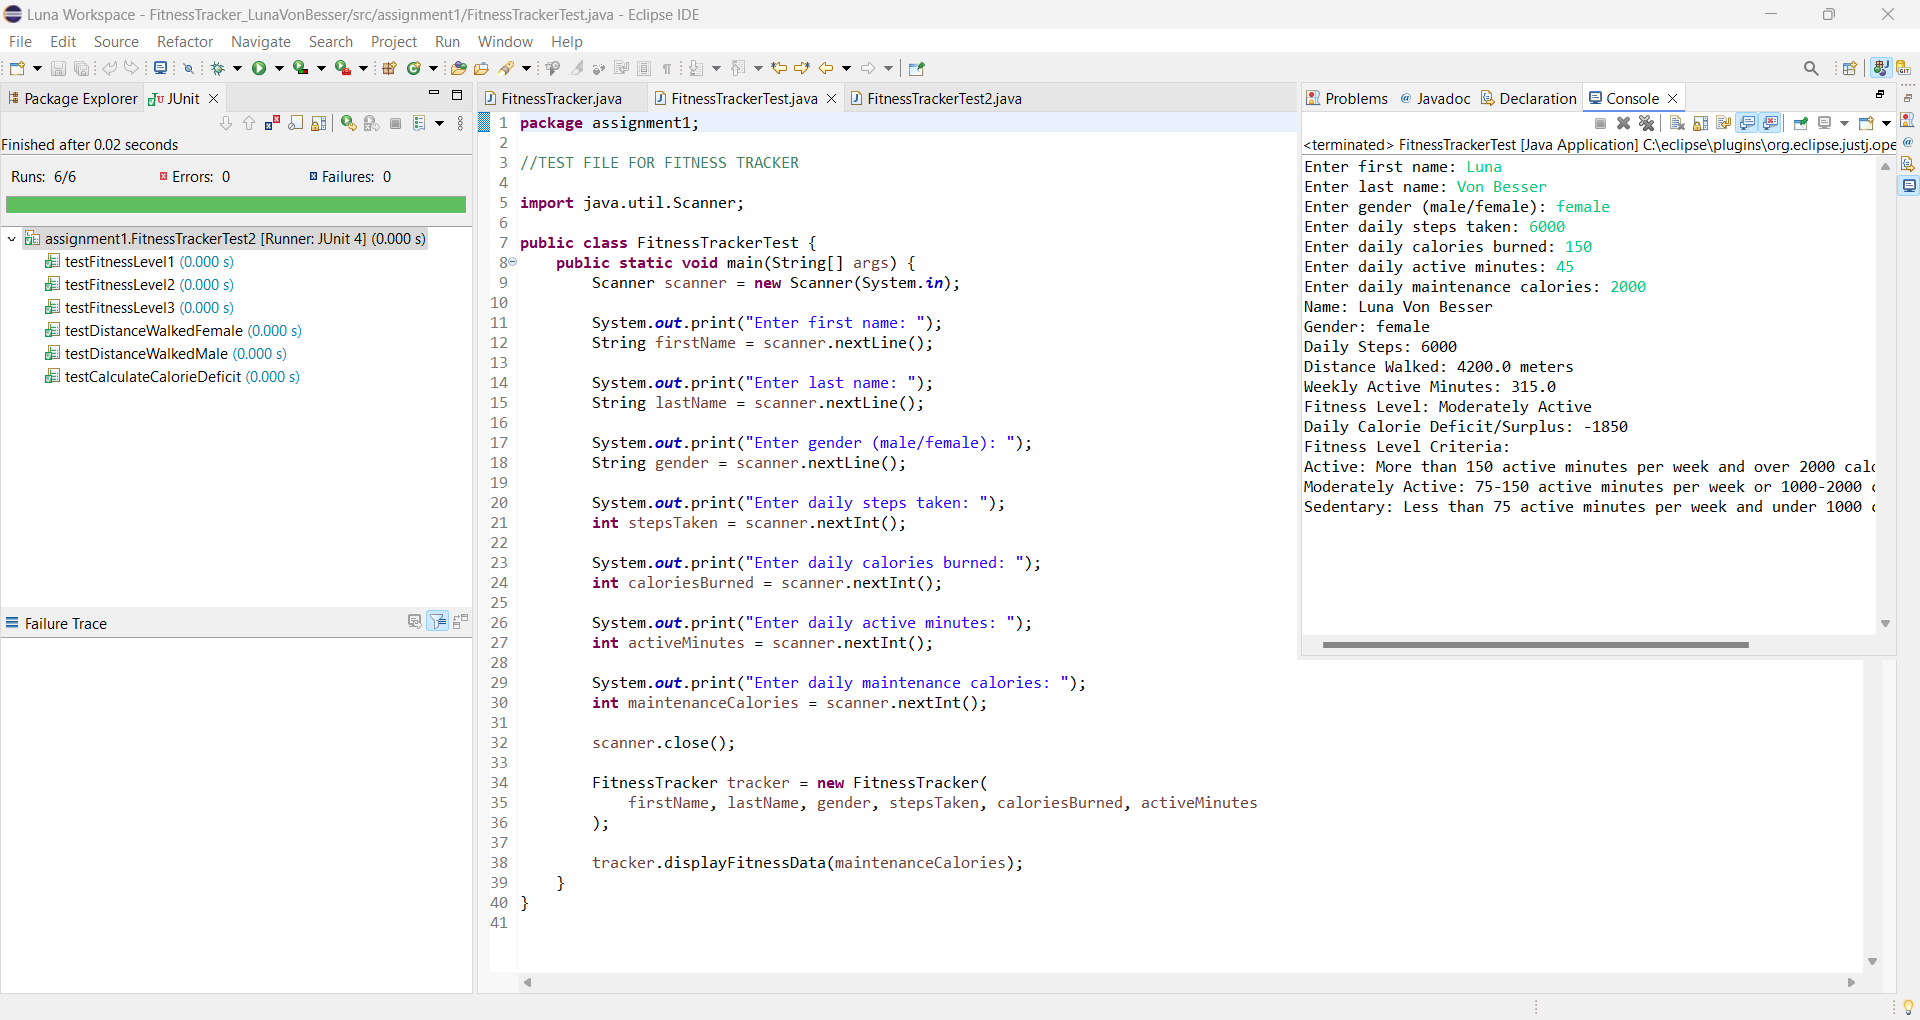 Luna Workspace - FitnessTracker_LunaVonBesser/src/assignment1/FitnessTrackerTest.java - Eclipse IDE
File Edit Source Refactor Navigate Search Project Run Window Help
Package Explorer JUnit
Finished after 0.02 seconds
Runs: 6/6 Errors: 0 Failures: 0
assignment1.FitnessTrackerTest2 [Runner: JUnit 4] (0.000 s)
testFitnessLevel1 (0.000 s)
testFitnessLevel2 (0.000 s)
testFitnessLevel3 (0.000 s)
testDistanceWalkedFemale (0.000 s)
testDistanceWalkedMale (0.000 s)
testCalculateCalorieDeficit (0.000 s)
Failure Trace
FitnessTracker.java FitnessTrackerTest.java FitnessTrackerTest2.java
1 package assignment1;
2
3 //TEST FILE FOR FITNESS TRACKER
4
5 import java.util.Scanner;
6
7 public class FitnessTrackerTest {
8 public static void main(String[] args) {
9 Scanner scanner = new Scanner(System.in);
10
11 System.out.print("Enter first name: ");
12 String firstName = scanner.nextLine();
13
14 System.out.print("Enter last name: ");
15 String lastName = scanner.nextLine();
16
17 System.out.print("Enter gender (male/female): ");
18 String gender = scanner.nextLine();
19
20 System.out.print("Enter daily steps taken: ");
21 int stepsTaken = scanner.nextInt();
22
23 System.out.print("Enter daily calories burned: ");
24 int caloriesBurned = scanner.nextInt();
25
26 System.out.print("Enter daily active minutes: ");
27 int activeMinutes = scanner.nextInt();
28
29 System.out.print("Enter daily maintenance calories: ");
30 int maintenanceCalories = scanner.nextInt();
31
32 scanner.close();
33
34 FitnessTracker tracker = new FitnessTracker(
35 firstName, lastName, gender, stepsTaken, caloriesBurned, activeMinutes
36 );
37
38 tracker.displayFitnessData(maintenanceCalories);
39 }
40 }
41
Problems Javadoc Declaration Console
<terminated> FitnessTrackerTest [Java Application] C:\eclipse\plugins\org.eclipse.justj.ope
Enter first name: Luna
Enter last name: Von Besser
Enter gender (male/female): female
Enter daily steps taken: 6000
Enter daily calories burned: 150
Enter daily active minutes: 45
Enter daily maintenance calories: 2000
Name: Luna Von Besser
Gender: female
Daily Steps: 6000
Distance Walked: 4200.0 meters
Weekly Active Minutes: 315.0
Fitness Level: Moderately Active
Daily Calorie Deficit/Surplus: -1850
Fitness Level Criteria:
Active: More than 150 active minutes per week and over 2000 calo
Moderately Active: 75-150 active minutes per week or 1000-2000
Sedentary: Less than 75 active minutes per week and under 1000